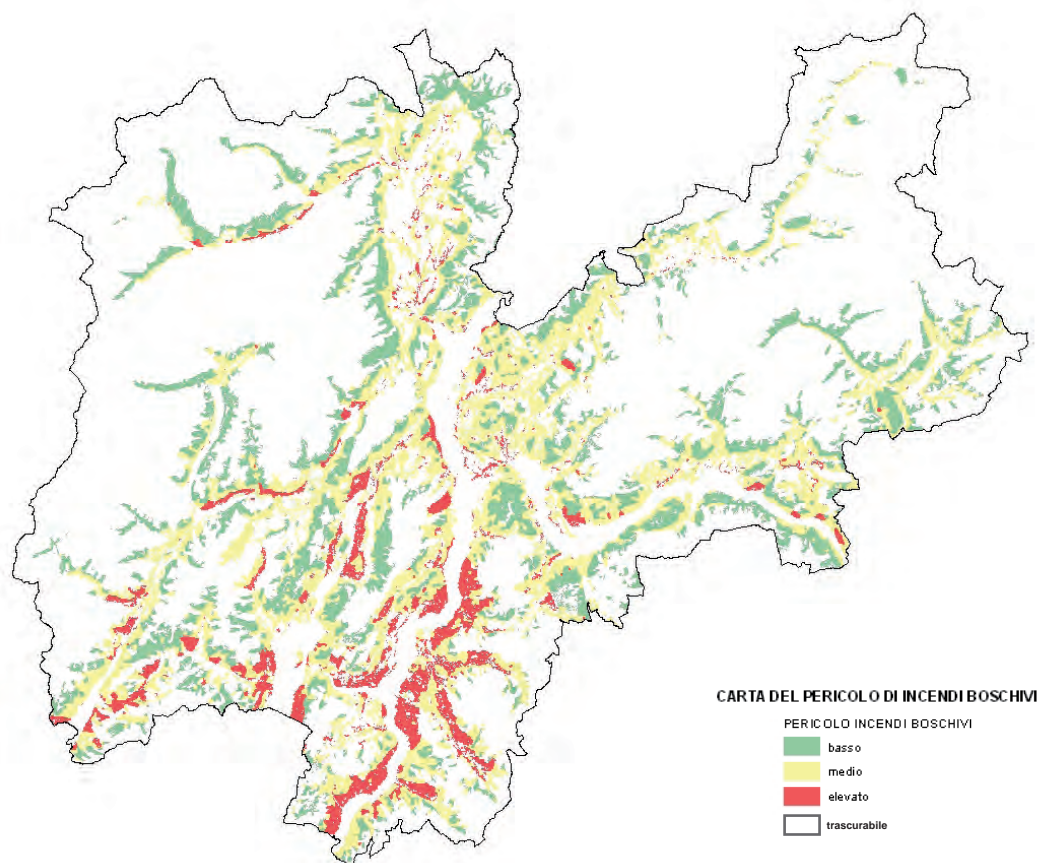 CARTA DEL PERICOLO DI INCENDI BOSCHIVI
PERICOLO INCENDI BOSCHIVI
basso
medio
elevato
trascurabile